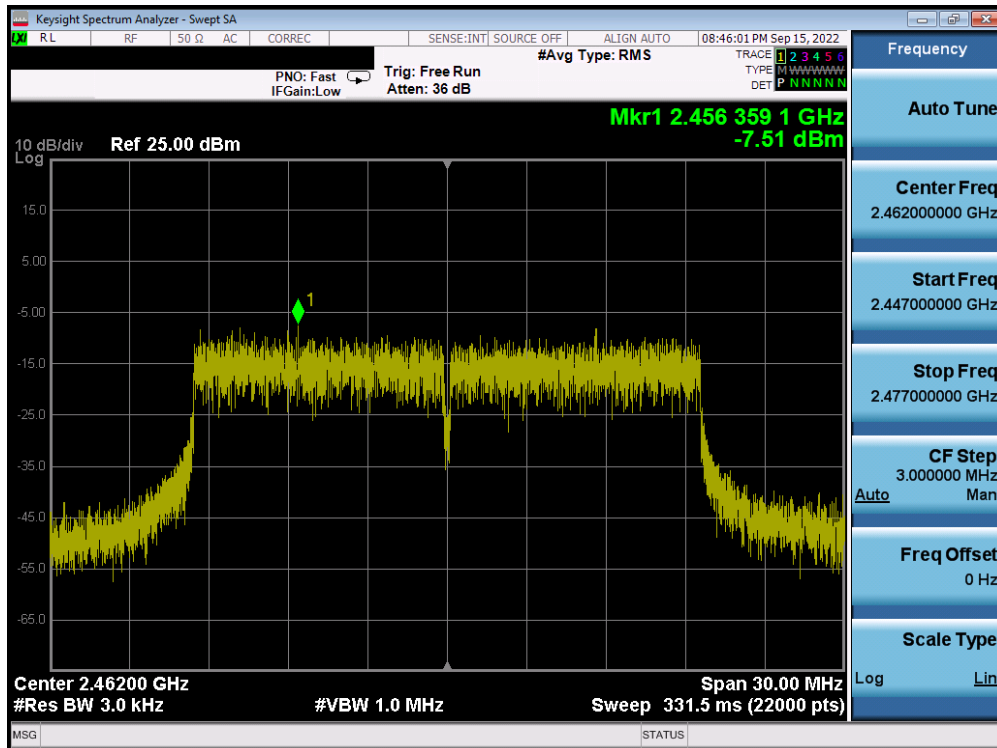 Keysight Spectrum Analyzer - Swept SA
LXI RL RF 50 Ω AC CORREC SENSE:INT SOURCE OFF ALIGN AUTO 08:46:01 PM Sep 15, 2022
#Avg Type: RMS
TRACE 1 2 3 4 5 6
PNO: Fast Trig: Free Run
TYPE M WWWWW
IFGain:Low Atten: 36 dB
DET P N N N N N
Mkr1 2.456 359 1 GHz
-7.51 dBm
10 dB/div Ref 25.00 dBm
Log
15.0
5.00
1
-5.00
-15.0
-25.0
-35.0
-45.0
-55.0
-65.0
Center 2.46200 GHz Span 30.00 MHz
#Res BW 3.0 kHz #VBW 1.0 MHz Sweep 331.5 ms (22000 pts)
MSG STATUS
Frequency
Auto Tune
Center Freq
2.462000000 GHz
Start Freq
2.447000000 GHz
Stop Freq
2.477000000 GHz
CF Step
3.000000 MHz
Auto Man
Freq Offset
0 Hz
Scale Type
Log Lin